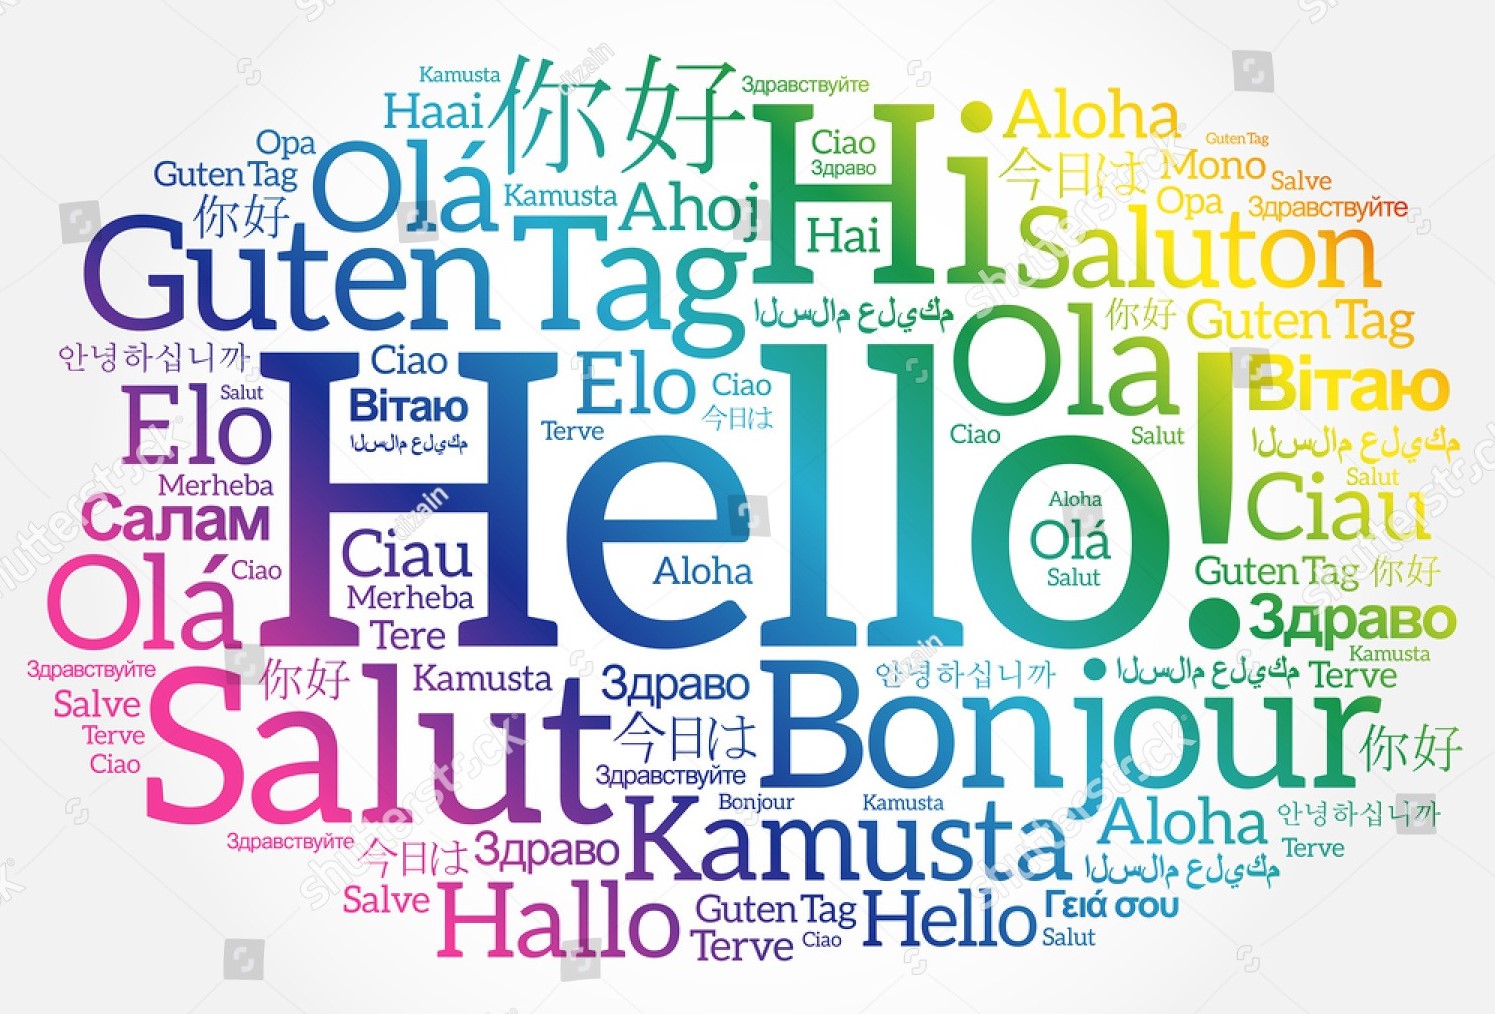 Kamusta
你好
Здравствуйте
Haai
Hi
Aloha
Opa
Ciao
Guten Tag
Guten Tag
Olá
Здраво
今日は
Mono
Salve
Kamusta
Ahoj
你好
Opa
Здравствуйте
Hai
Guten Tag
Saluton
السلام عليكم
Ola
你好
Guten Tag
안녕하십니까
Ciao
Elo
Ciao
Hello!
Вітаю
Elo
Salut
Вітаю
今日は
Terve
Ciao
Salut
السلام عليكم
السلام عليكم
Merheba
Salut
Салам
Aloha
Ciau
Ciau
Olá
Olá
Ciao
Aloha
Salut
Guten Tag
你好
Merheba
Tere
Здраво
Kamusta
Здравствуйте
你好
Kamusta
Здраво
안녕하십니까
السلام عليكم
Terve
Salut
Bonjour
Salve
Terve
今日は
你好
Ciao
Здравствуйте
Bonjour
Kamusta
Kamusta
Aloha
안녕하십니까
Здравствуйте
今日は
Здраво
Terve
السلام عليكم
Salve
Hallo
Guten Tag
Hello
Γειά σου
Terve
Ciao
Salut
shutterstock
dizain